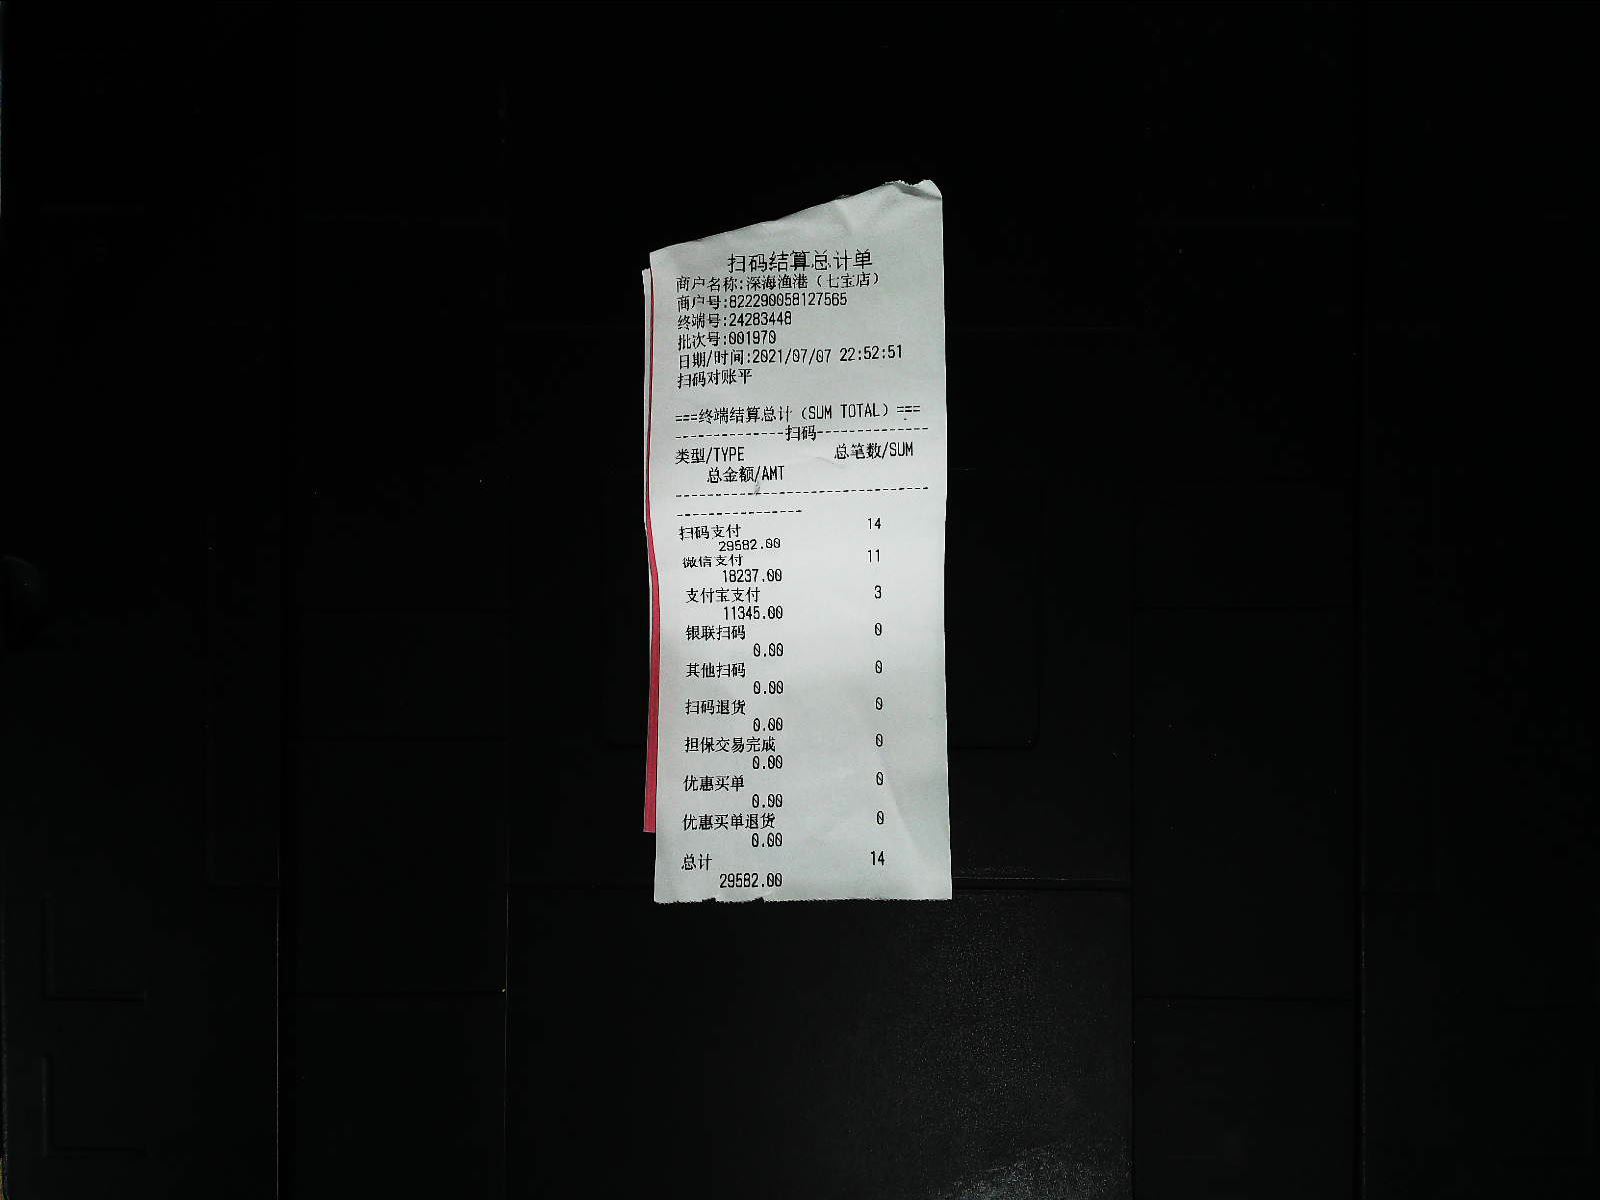 扫码结算总计单
商户名称:深海渔港（七宝店）
商户号:822290058127565
终端号:24283448
批次号:001970
日期/时间:2021/07/07 22:52:51
扫码对账平
===终端结算总计（SUM TOTAL）===
--------------扫码---------------
类型/TYPE 总笔数/SUM
总金额/AMT
---------------------------------
----------------
扫码支付 14
29582.00
微信支付 11
18237.00
支付宝支付 3
11345.00
银联扫码 0
0.00
其他扫码 0
0.00
扫码退货 0
0.00
担保交易完成 0
0.00
优惠买单 0
0.00
优惠买单退货 0
0.00
总计 14
29582.00